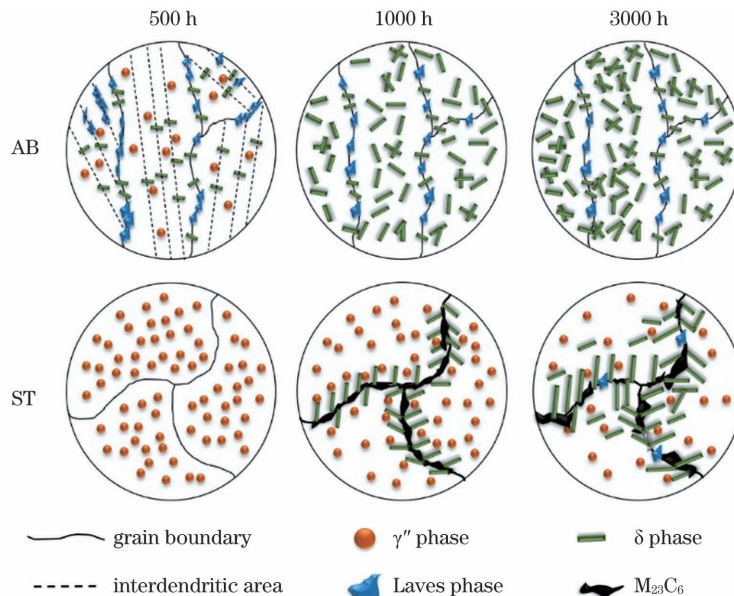 500 h 1000 h 3000 h
AB
ST
grain boundary γ″ phase δ phase
interdendritic area Laves phase M₂₃C₆